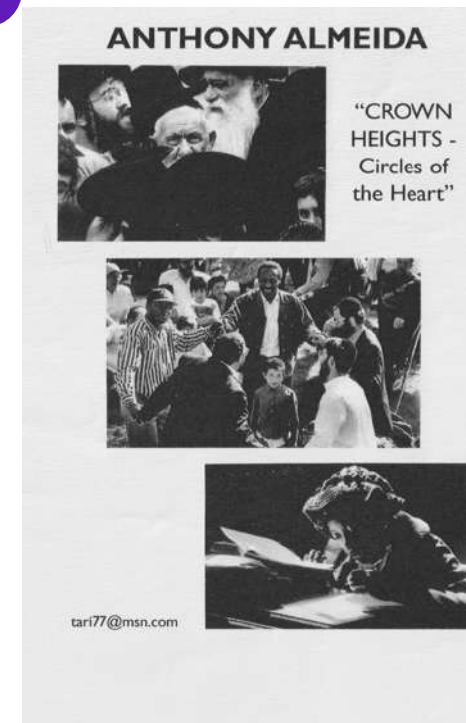 ANTHONY ALMEIDA
“CROWN
HEIGHTS -
Circles of
the Heart”
tari77@msn.com